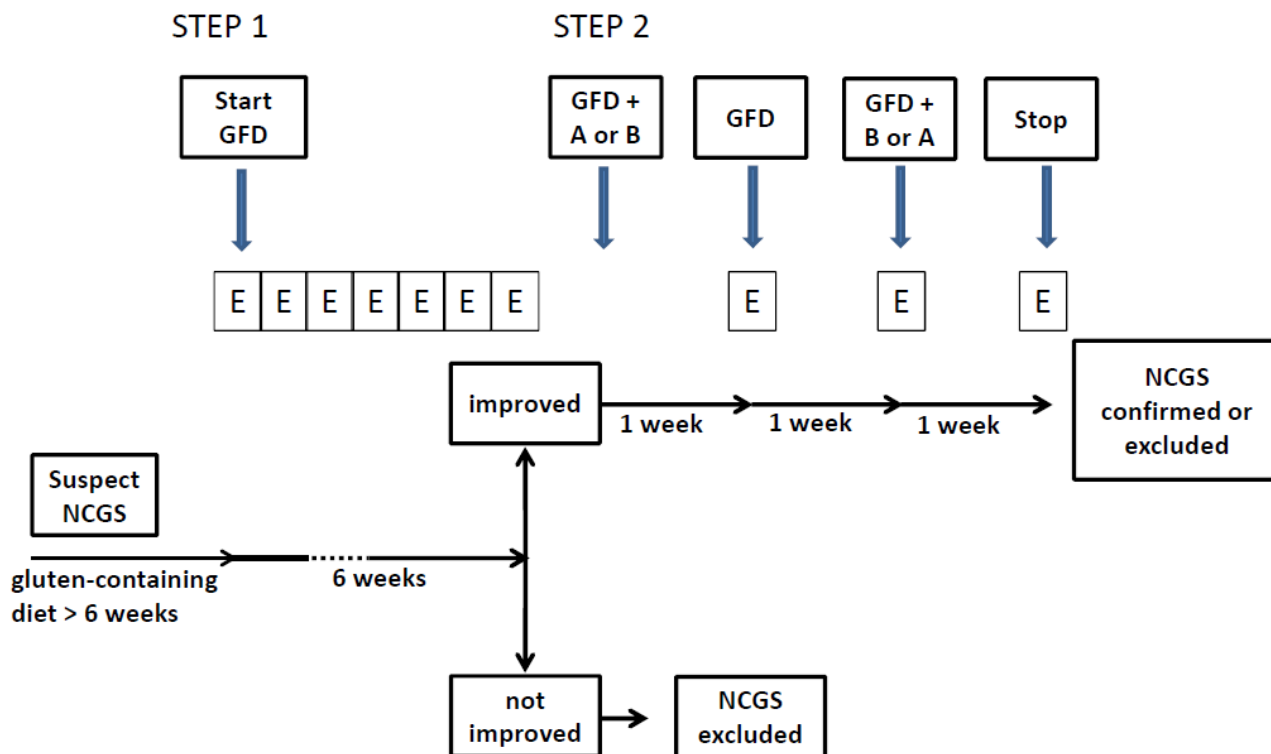 STEP 1
STEP 2
Start
GFD
GFD +
A or B
GFD
GFD +
B or A
Stop
E E E E E E E
E
E
E
improved
1 week
1 week
1 week
NCGS
confirmed or
excluded
Suspect
NCGS
gluten-containing
diet > 6 weeks
6 weeks
not
improved
NCGS
excluded